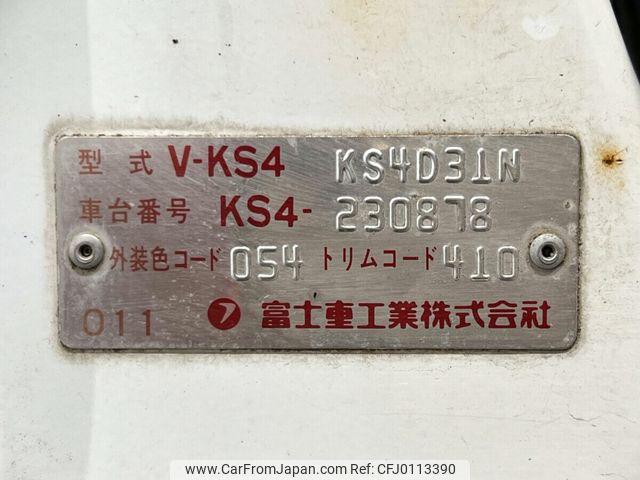 型式 V-KS4 KS4D31N
車台番号 KS4- 230878
外装色コード 054 トリムコード 410
011 フ 富士重工業株式会社
www.CarFromJapan.com | CFJ0113390